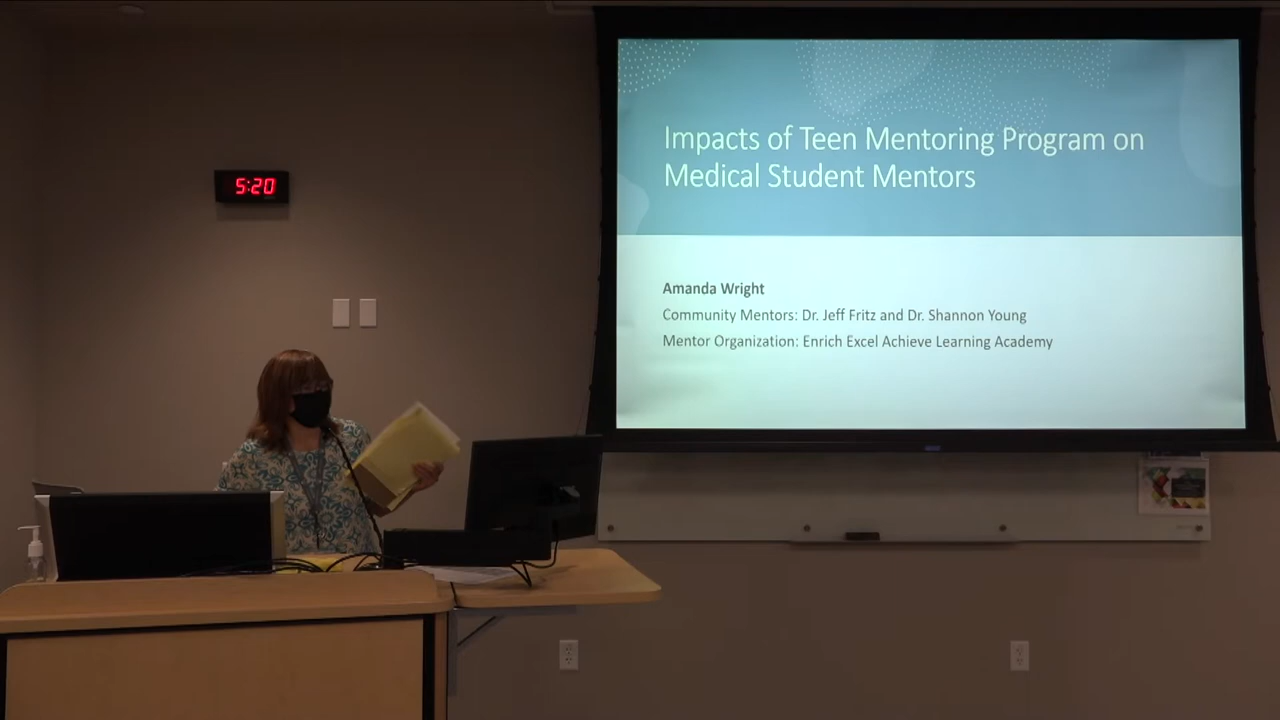 5:20
Impacts of Teen Mentoring Program on
Medical Student Mentors
Amanda Wright
Community Mentors: Dr. Jeff Fritz and Dr. Shannon Young
Mentor Organization: Enrich Excel Achieve Learning Academy